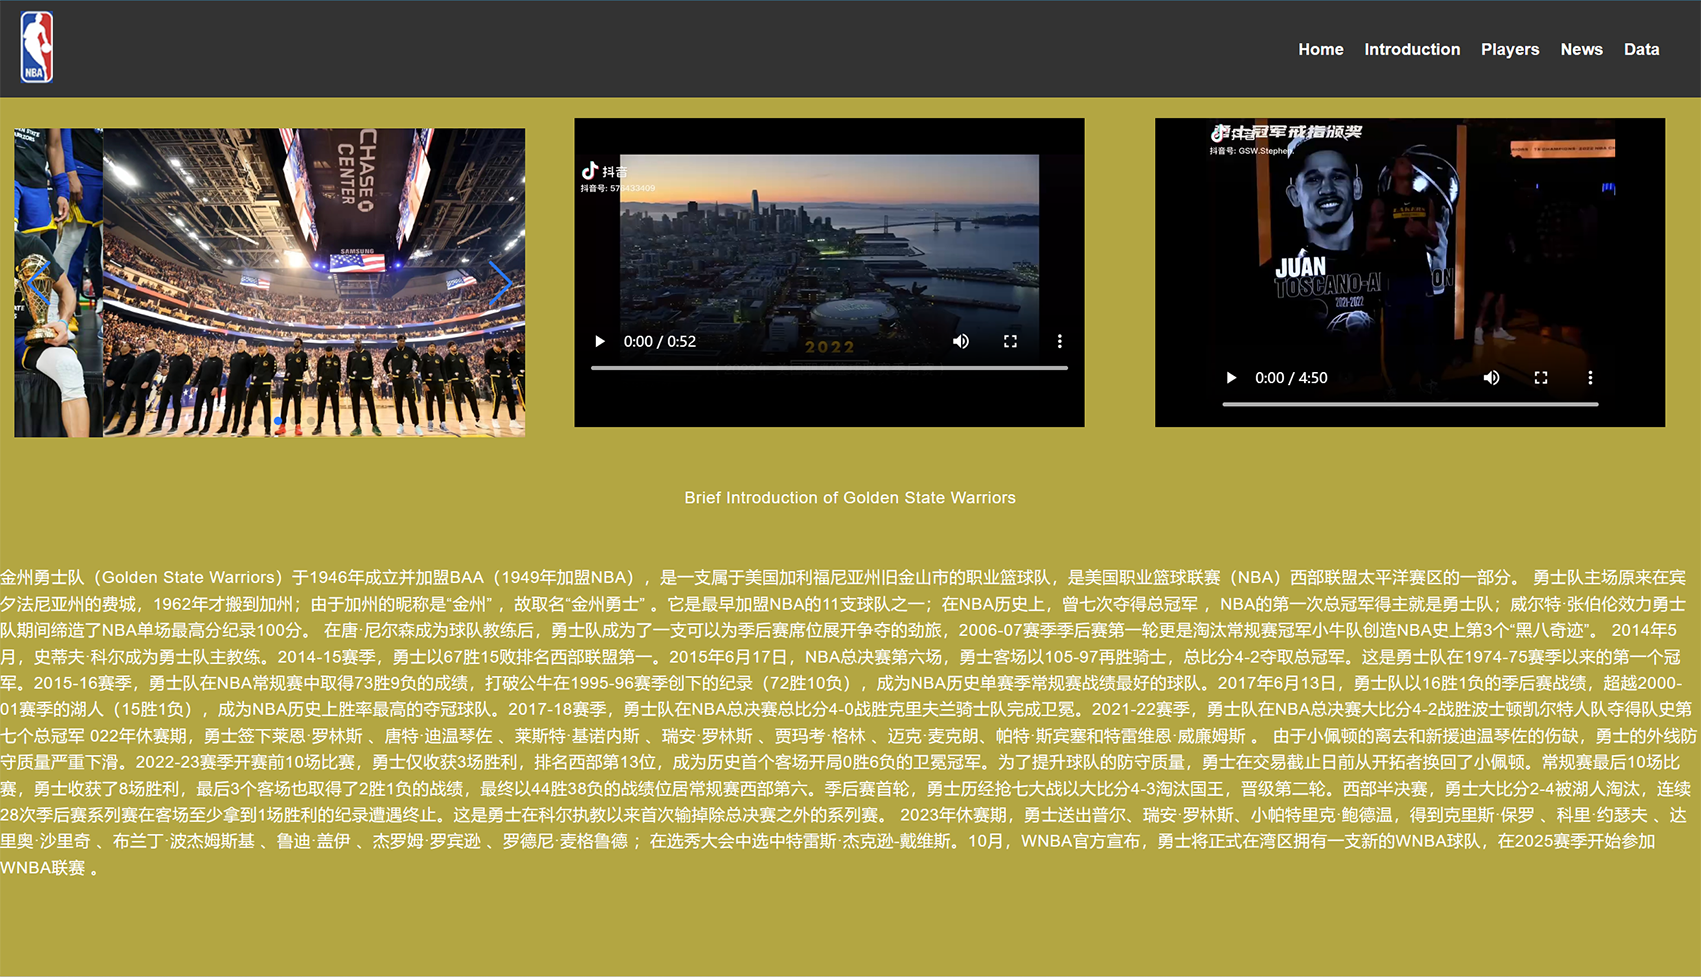 NBA
Home Introduction Players News Data
CHASE CENTER
SAMSUNG
抖音
抖音号: 576433409
0:00 / 0:52
2022
勇士冠军戒指颁奖
抖音
抖音号: GSW.Stephen.
JUAN
TOSCANO-A
ON
2021-2022
LAKERS
0:00 / 4:50
Brief Introduction of Golden State Warriors
金州勇士队（Golden State Warriors）于1946年成立并加盟BAA（1949年加盟NBA），是一支属于美国加利福尼亚州旧金山市的职业篮球队，是美国职业篮球联赛（NBA）西部联盟太平洋赛区的一部分。 勇士队主场原来在宾
夕法尼亚州的费城，1962年才搬到加州；由于加州的昵称是“金州” ，故取名“金州勇士” 。它是最早加盟NBA的11支球队之一；在NBA历史上，曾七次夺得总冠军 ，NBA的第一次总冠军得主就是勇士队；威尔特·张伯伦效力勇士
队期间缔造了NBA单场最高分纪录100分。 在唐·尼尔森成为球队教练后，勇士队成为了一支可以为季后赛席位展开争夺的劲旅，2006-07赛季季后赛第一轮更是淘汰常规赛冠军小牛队创造NBA史上第3个“黑八奇迹”。 2014年5
月，史蒂夫·科尔成为勇士队主教练。2014-15赛季，勇士以67胜15败排名西部联盟第一。2015年6月17日，NBA总决赛第六场，勇士客场以105-97再胜骑士，总比分4-2夺取总冠军。这是勇士队在1974-75赛季以来的第一个冠
军。2015-16赛季，勇士队在NBA常规赛中取得73胜9负的成绩，打破公牛在1995-96赛季创下的纪录（72胜10负），成为NBA历史单赛季常规赛战绩最好的球队。2017年6月13日，勇士队以16胜1负的季后赛战绩，超越2000-
01赛季的湖人（15胜1负），成为NBA历史上胜率最高的夺冠球队。2017-18赛季，勇士队在NBA总决赛总比分4-0战胜克里夫兰骑士队完成卫冕。2021-22赛季，勇士队在NBA总决赛大比分4-2战胜波士顿凯尔特人队夺得队史第
七个总冠军 022年休赛期，勇士签下莱恩·罗林斯 、唐特·迪温琴佐 、莱斯特·基诺内斯 、瑞安·罗林斯 、贾玛考·格林 、迈克·麦克朗、帕特·斯宾塞和特雷维恩·威廉姆斯 。 由于小佩顿的离去和新援迪温琴佐的伤缺，勇士的外线防
守质量严重下滑。2022-23赛季开赛前10场比赛，勇士仅收获3场胜利，排名西部第13位，成为历史首个客场开局0胜6负的卫冕冠军。为了提升球队的防守质量，勇士在交易截止日前从开拓者换回了小佩顿。常规赛最后10场比
赛，勇士收获了8场胜利，最后3个客场也取得了2胜1负的战绩，最终以44胜38负的战绩位居常规赛西部第六。季后赛首轮，勇士历经抢七大战以大比分4-3淘汰国王，晋级第二轮。西部半决赛，勇士大比分2-4被湖人淘汰，连续
28次季后赛系列赛在客场至少拿到1场胜利的纪录遭遇终止。这是勇士在科尔执教以来首次输掉除总决赛之外的系列赛。 2023年休赛期，勇士送出普尔、瑞安·罗林斯、小帕特里克·鲍德温，得到克里斯·保罗 、科里·约瑟夫 、达
里奥·沙里奇 、布兰丁·波杰姆斯基 、鲁迪·盖伊 、杰罗姆·罗宾逊 、罗德尼·麦格鲁德 ；在选秀大会中选中特雷斯·杰克逊-戴维斯。10月，WNBA官方宣布，勇士将正式在湾区拥有一支新的WNBA球队，在2025赛季开始参加
WNBA联赛 。